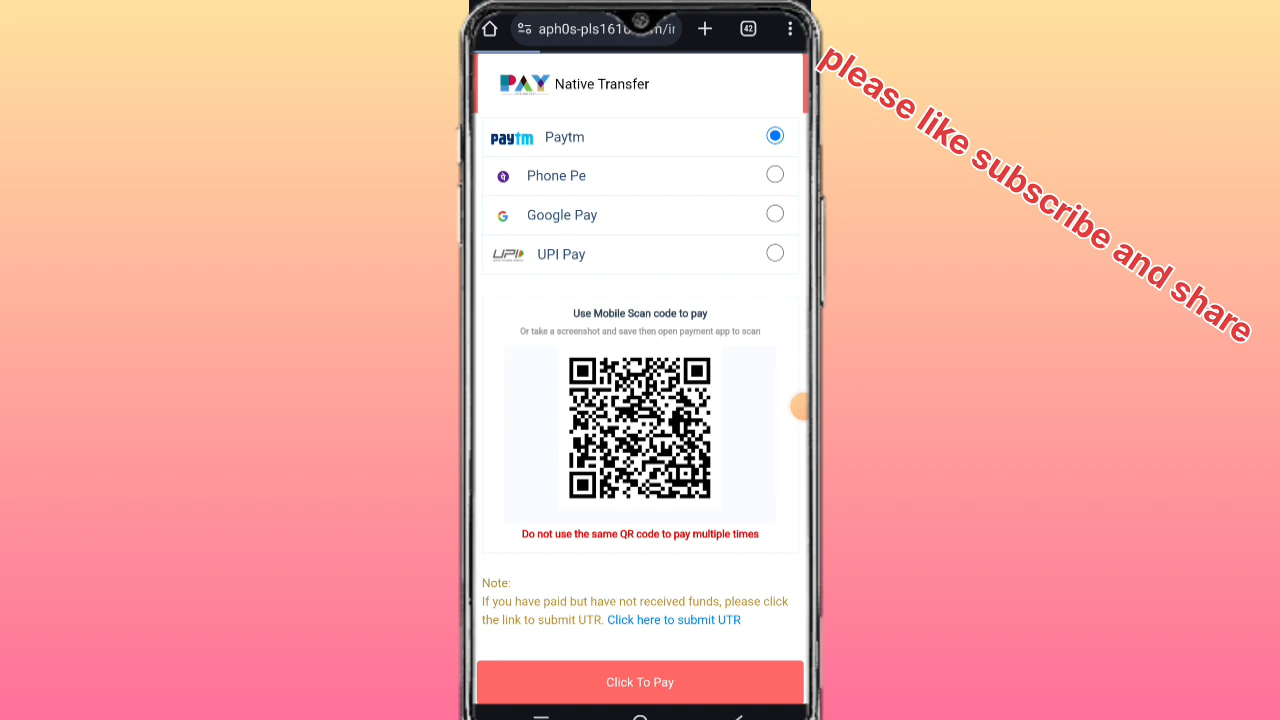 42
PAY Native Transfer
paytm Paytm
Phone Pe
Google Pay
UPI UPI Pay
Use Mobile Scan code to pay
Or take a screenshot and save then open payment app to scan
Do not use the same QR code to pay multiple times
Note:
If you have paid but have not received funds, please click
the link to submit UTR. Click here to submit UTR
Click To Pay
please like subscribe and share